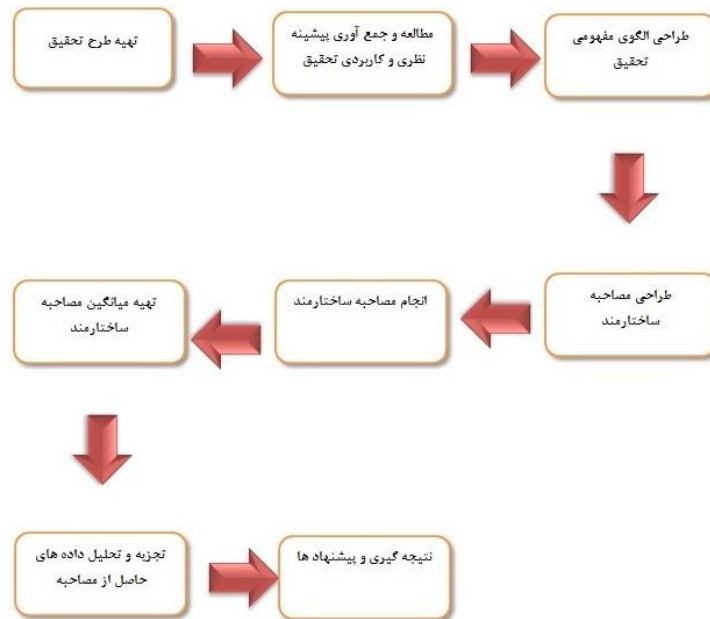 تهیه طرح تحقیق
مطالعه و جمع آوری پیشینه
نظری و کاربردی تحقیق
طراحی الگوی مفهومی
تحقیق
طراحی مصاحبه
ساختارمند
انجام مصاحبه ساختارمند
تهیه میانگین مصاحبه
ساختارمند
تجزیه و تحلیل داده های
حاصل از مصاحبه
نتیجه گیری و پیشنهاد ها